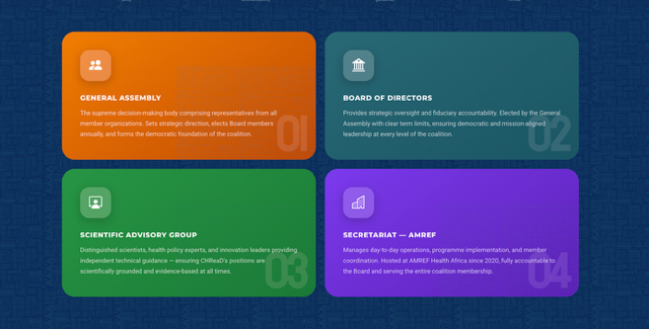 GENERAL ASSEMBLY
The supreme decision-making body comprising representatives from all
member organizations. Sets strategic direction, elects Board members
annually, and forms the democratic foundation of the coalition.
01
BOARD OF DIRECTORS
Provides strategic oversight and fiduciary accountability. Elected by the General
Assembly with clear term limits, ensuring democratic and mission-aligned
leadership at every level of the coalition.
02
SCIENTIFIC ADVISORY GROUP
Distinguished scientists, health policy experts, and innovation leaders providing
independent technical guidance — ensuring CHReaD's positions are
scientifically grounded and evidence-based at all times.
03
SECRETARIAT — AMREF
Manages day-to-day operations, programme implementation, and member
coordination. Hosted at AMREF Health Africa since 2020, fully accountable to
the Board and serving the entire coalition membership.
04